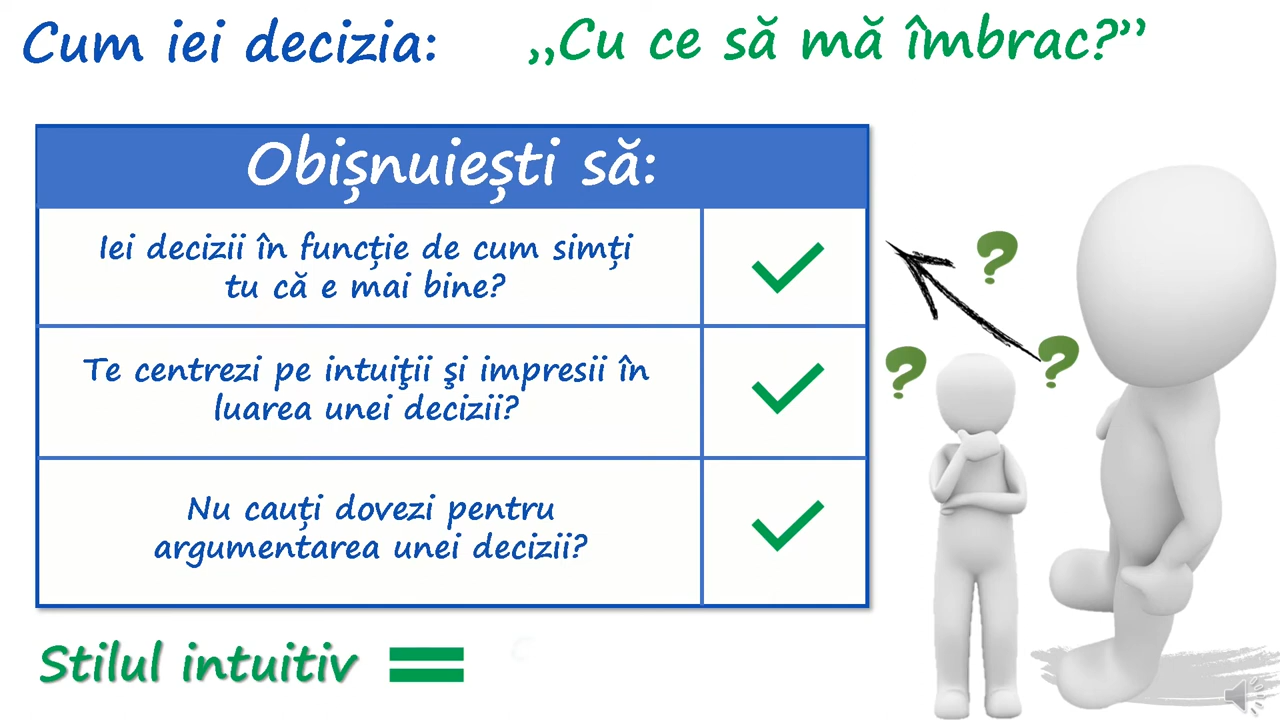 Cum iei decizia: „Cu ce să mă îmbrac?”
Obișnuiești să:
Iei decizii în funcție de cum simți
tu că e mai bine?
Te centrezi pe intuiţii şi impresii în
luarea unei decizii?
Nu cauți dovezi pentru
argumentarea unei decizii?
Stilul intuitiv =